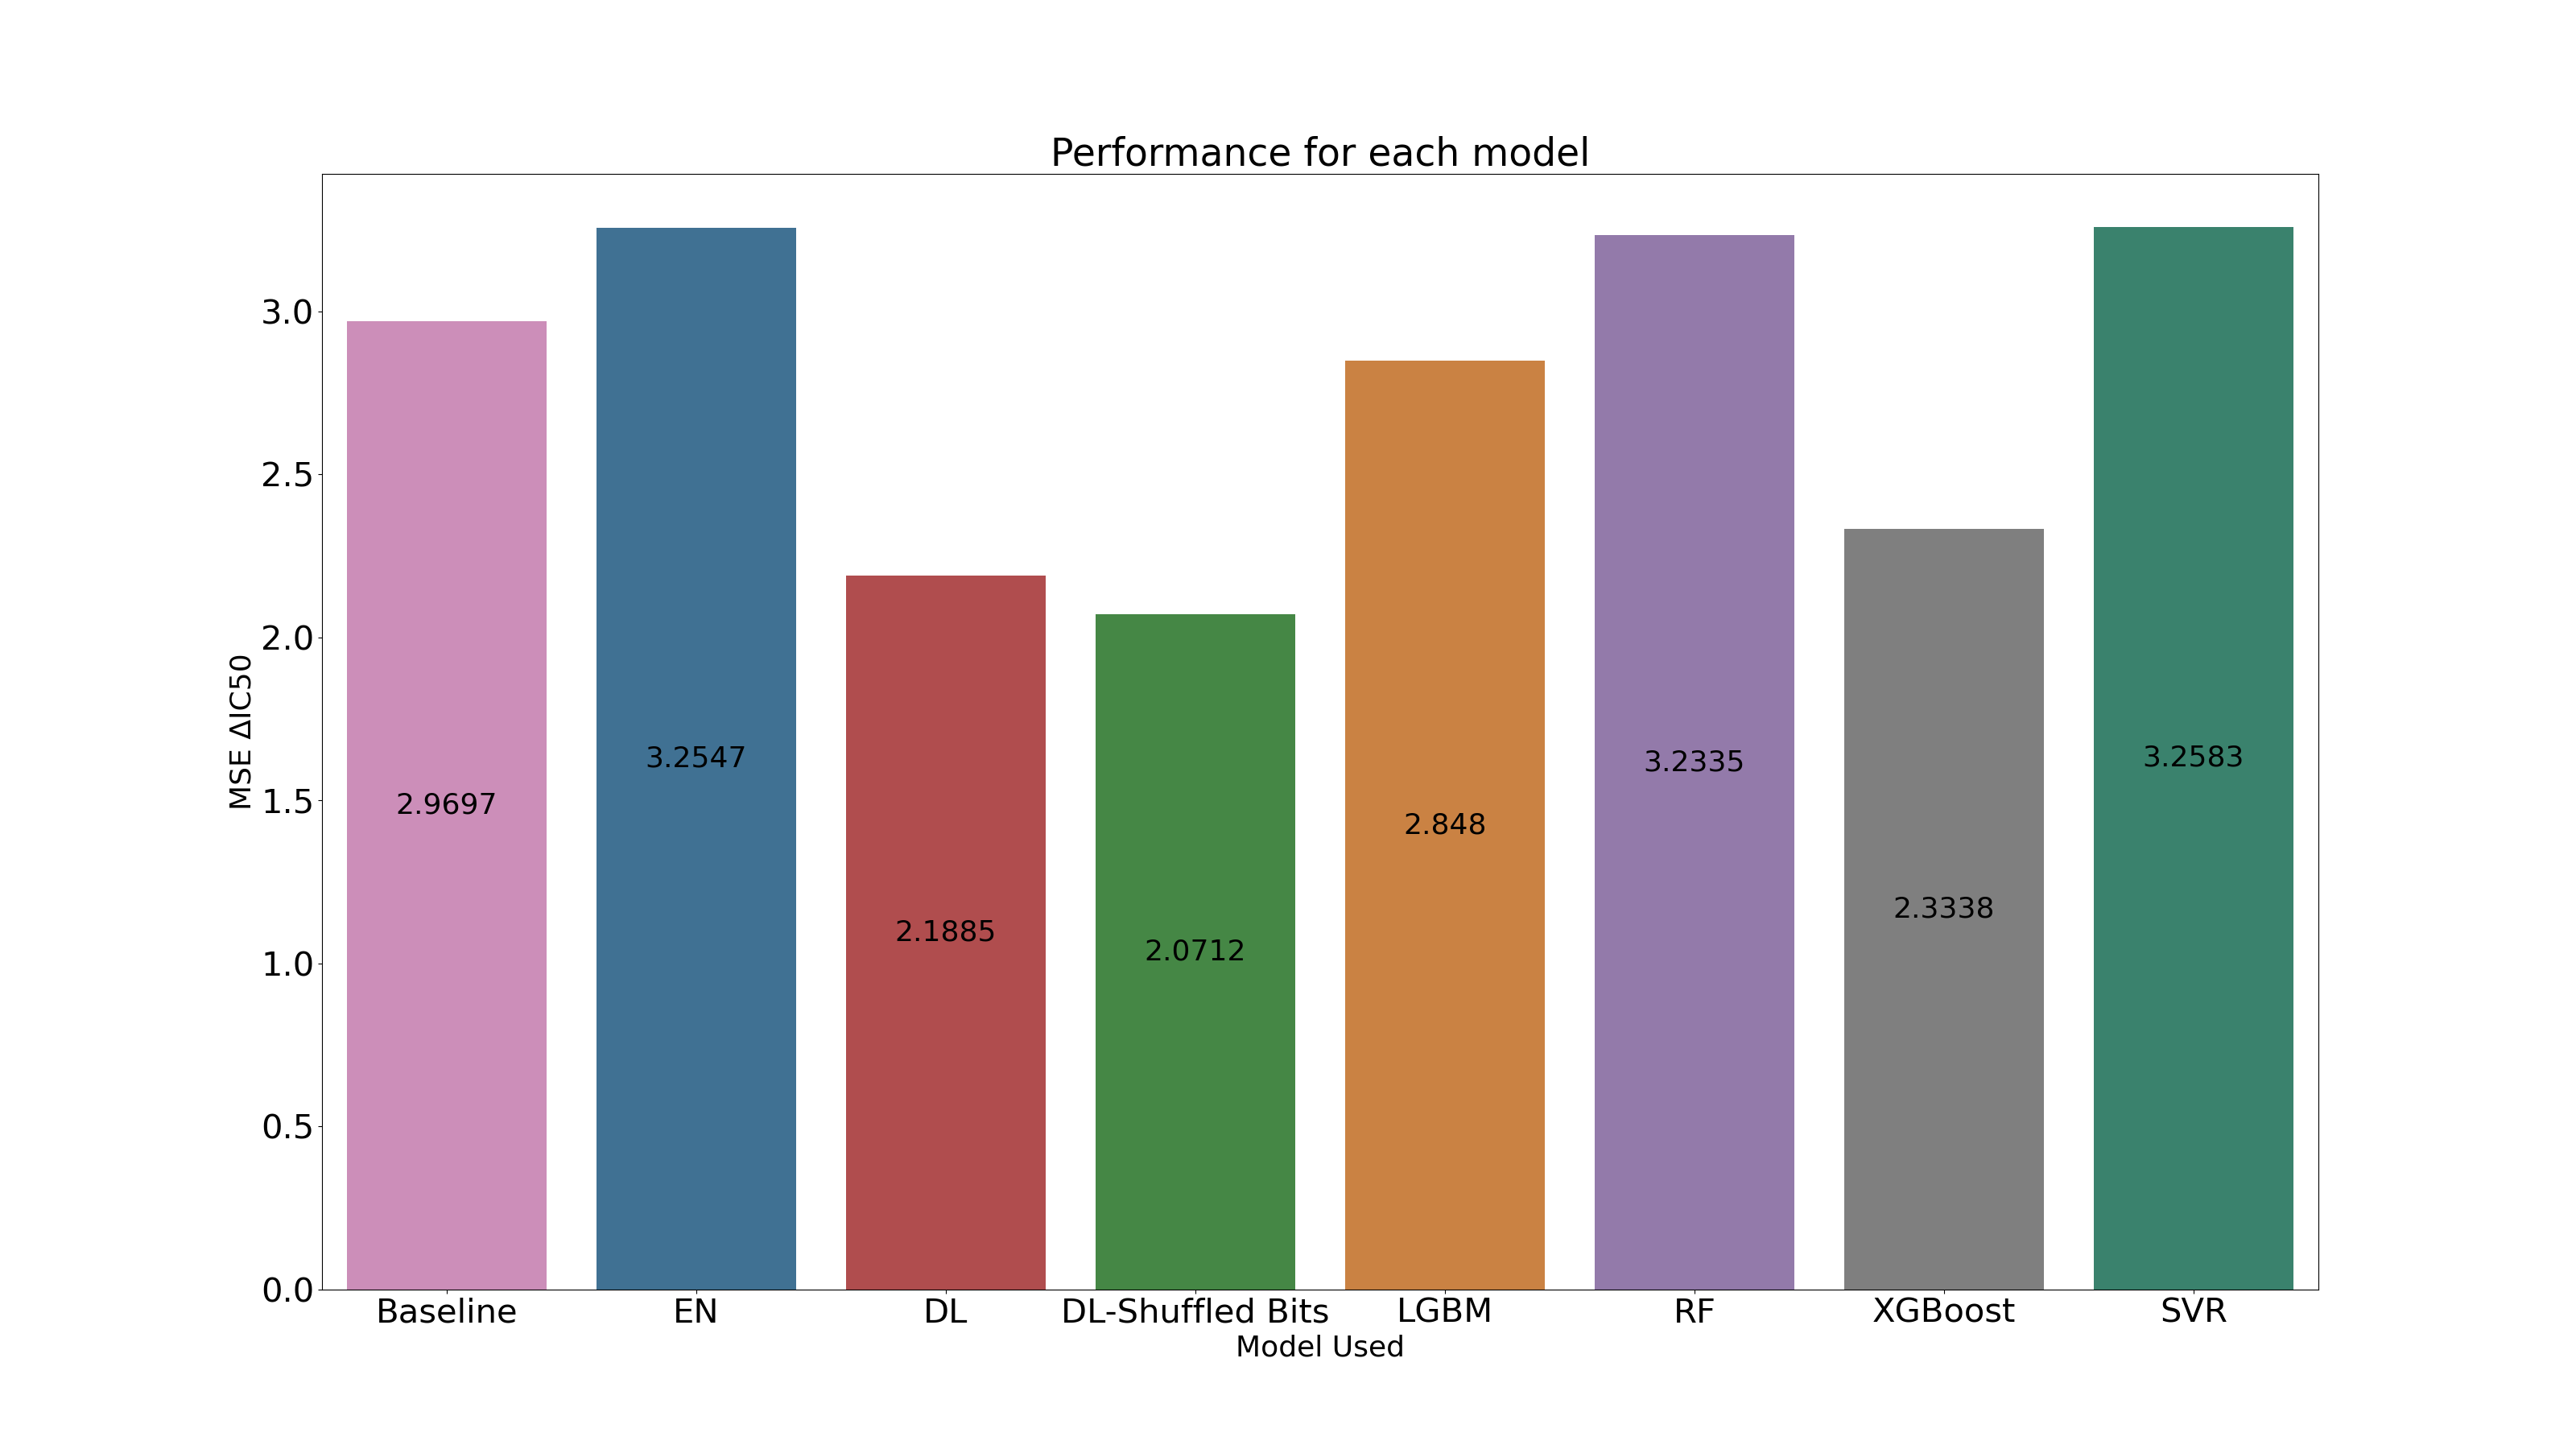 Performance for each model
MSE ΔIC50
3.0
2.5
2.0
1.5
1.0
0.5
0.0
2.9697
3.2547
2.1885
2.0712
2.848
3.2335
2.3338
3.2583
Baseline
EN
DL
DL-Shuffled Bits
LGBM
RF
XGBoost
SVR
Model Used